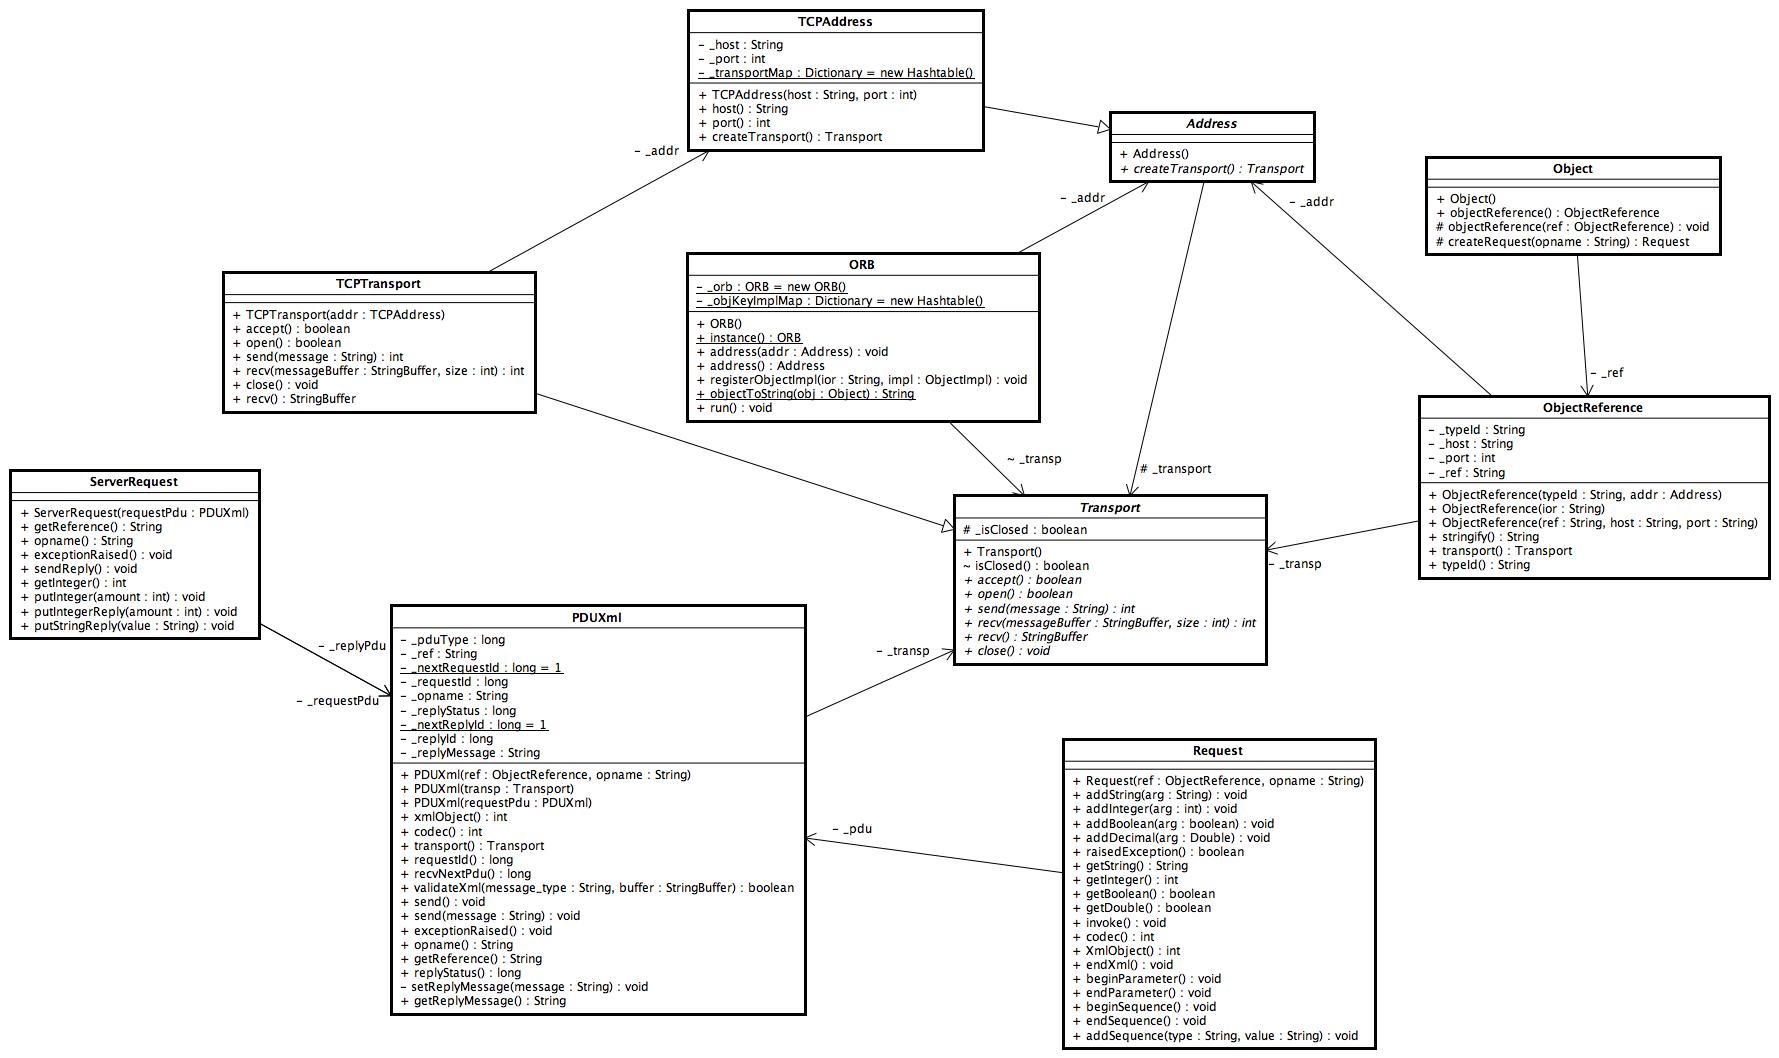 TCPAddress
- _host : String
- _port : int
- _transportMap : Dictionary = new Hashtable()
+ TCPAddress(host : String, port : int)
+ host() : String
+ port() : int
+ createTransport() : Transport
Address
+ Address()
+ createTransport() : Transport
- _addr
- _addr
- _addr
Object
+ Object()
+ objectReference() : ObjectReference
# objectReference(ref : ObjectReference) : void
# createRequest(opname : String) : Request
TCPTransport
+ TCPTransport(addr : TCPAddress)
+ accept() : boolean
+ open() : boolean
+ send(message : String) : int
+ recv(messageBuffer : StringBuffer, size : int) : int
+ close() : void
+ recv() : StringBuffer
ORB
- _orb : ORB = new ORB()
- _objKeyImplMap : Dictionary = new Hashtable()
+ ORB()
+ instance() : ORB
+ address(addr : Address) : void
+ address() : Address
+ registerObjectImpl(ior : String, impl : ObjectImpl) : void
+ objectToString(obj : Object) : String
+ run() : void
~ _transp
# _transport
- _ref
ObjectReference
- _typeId : String
- _host : String
- _port : int
- _ref : String
+ ObjectReference(typeId : String, addr : Address)
+ ObjectReference(ior : String)
+ ObjectReference(ref : String, host : String, port : String)
+ stringify() : String
+ transport() : Transport
+ typeId() : String
- _transp
ServerRequest
+ ServerRequest(requestPdu : PDUXml)
+ getReference() : String
+ opname() : String
+ exceptionRaised() : void
+ sendReply() : void
+ getInteger() : int
+ putInteger(amount : int) : void
+ putIntegerReply(amount : int) : void
+ putStringReply(value : String) : void
- _replyPdu
- _requestPdu
Transport
# _isClosed : boolean
+ Transport()
~ isClosed() : boolean
+ accept() : boolean
+ open() : boolean
+ send(message : String) : int
+ recv(messageBuffer : StringBuffer, size : int) : int
+ recv() : StringBuffer
+ close() : void
PDUXml
- _pduType : long
- _ref : String
- _nextRequestId : long = 1
- _requestId : long
- _opname : String
- _replyStatus : long
- _nextReplyId : long = 1
- _replyId : long
- _replyMessage : String
+ PDUXml(ref : ObjectReference, opname : String)
+ PDUXml(transp : Transport)
+ PDUXml(requestPdu : PDUXml)
+ xmlObject() : int
+ codec() : int
+ transport() : Transport
+ requestId() : long
+ recvNextPdu() : long
+ validateXml(message_type : String, buffer : StringBuffer) : boolean
+ send() : void
+ send(message : String) : void
+ exceptionRaised() : void
+ opname() : String
+ getReference() : String
+ replyStatus() : long
- setReplyMessage(message : String) : void
+ getReplyMessage() : String
- _transp
- _pdu
Request
+ Request(ref : ObjectReference, opname : String)
+ addString(arg : String) : void
+ addInteger(arg : int) : void
+ addBoolean(arg : boolean) : void
+ addDecimal(arg : Double) : void
+ raisedException() : boolean
+ getString() : String
+ getInteger() : int
+ getBoolean() : boolean
+ getDouble() : boolean
+ invoke() : void
+ codec() : int
+ XmlObject() : int
+ endXml() : void
+ beginParameter() : void
+ endParameter() : void
+ beginSequence() : void
+ endSequence() : void
+ addSequence(type : String, value : String) : void